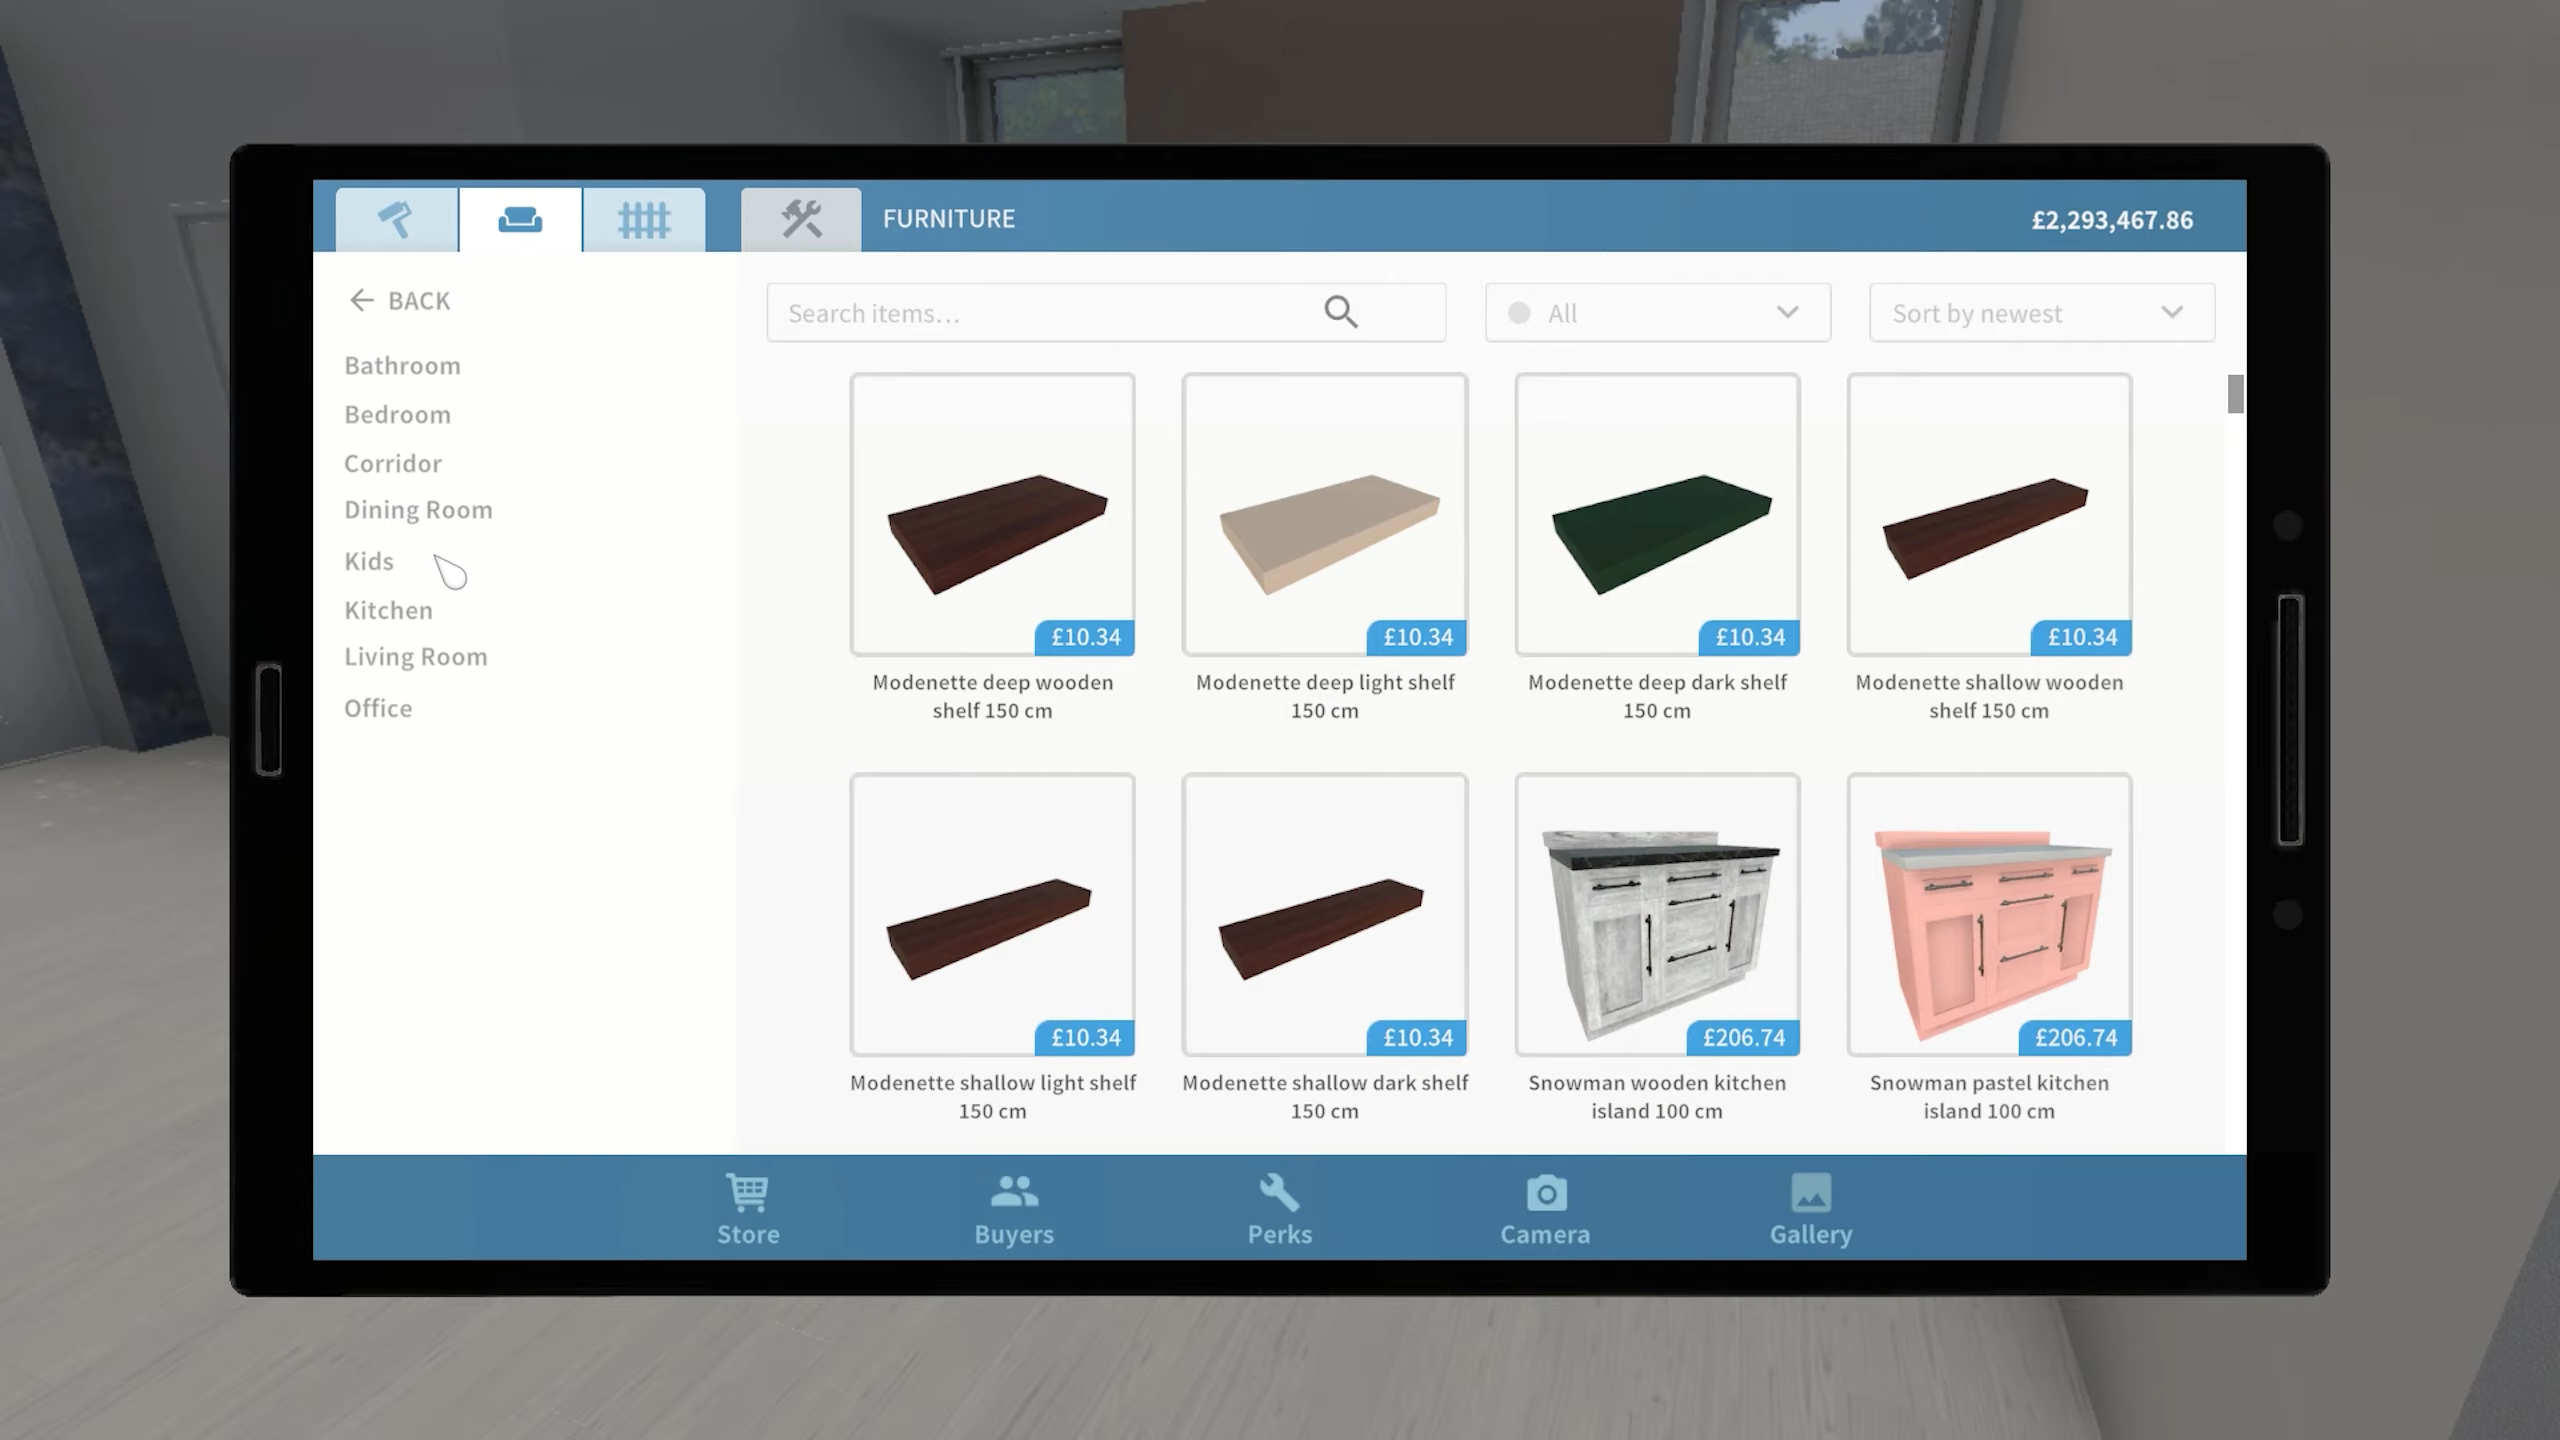 FURNITURE
£2,293,467.86
BACK
Bathroom
Bedroom
Corridor
Dining Room
Kids
Kitchen
Living Room
Office
Search items...
All
Sort by newest
£10.34
£10.34
£10.34
£10.34
Modenette deep wooden
shelf 150 cm
Modenette deep light shelf
150 cm
Modenette deep dark shelf
150 cm
Modenette shallow wooden
shelf 150 cm
£10.34
£10.34
£206.74
£206.74
Modenette shallow light shelf
150 cm
Modenette shallow dark shelf
150 cm
Snowman wooden kitchen
island 100 cm
Snowman pastel kitchen
island 100 cm
Store
Buyers
Perks
Camera
Gallery